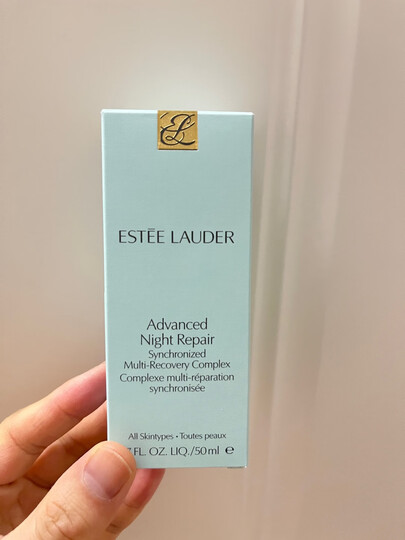 EL
ESTĒE LAUDER
Advanced
Night Repair
Synchronized
Multi-Recovery Complex
Complexe multi-réparation
synchronisée
All Skintypes • Toutes peaux
FL. OZ. LIQ./50ml ℮